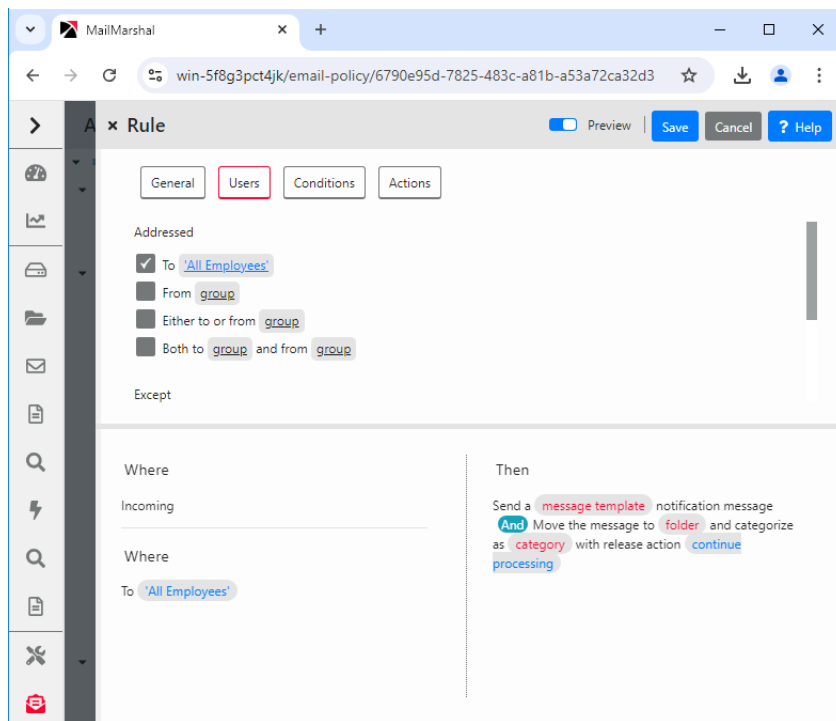 MailMarshal
win-5f8g3pct4jk/email-policy/6790e95d-7825-483c-a81b-a53a72ca32d3
A
Rule
Preview
Save
Cancel
? Help
General
Users
Conditions
Actions
Addressed
To 'All Employees'
From group
Either to or from group
Both to group and from group
Except
Where
Incoming
Where
To 'All Employees'
Then
Send a message template notification message
And Move the message to folder and categorize
as category with release action continue
processing